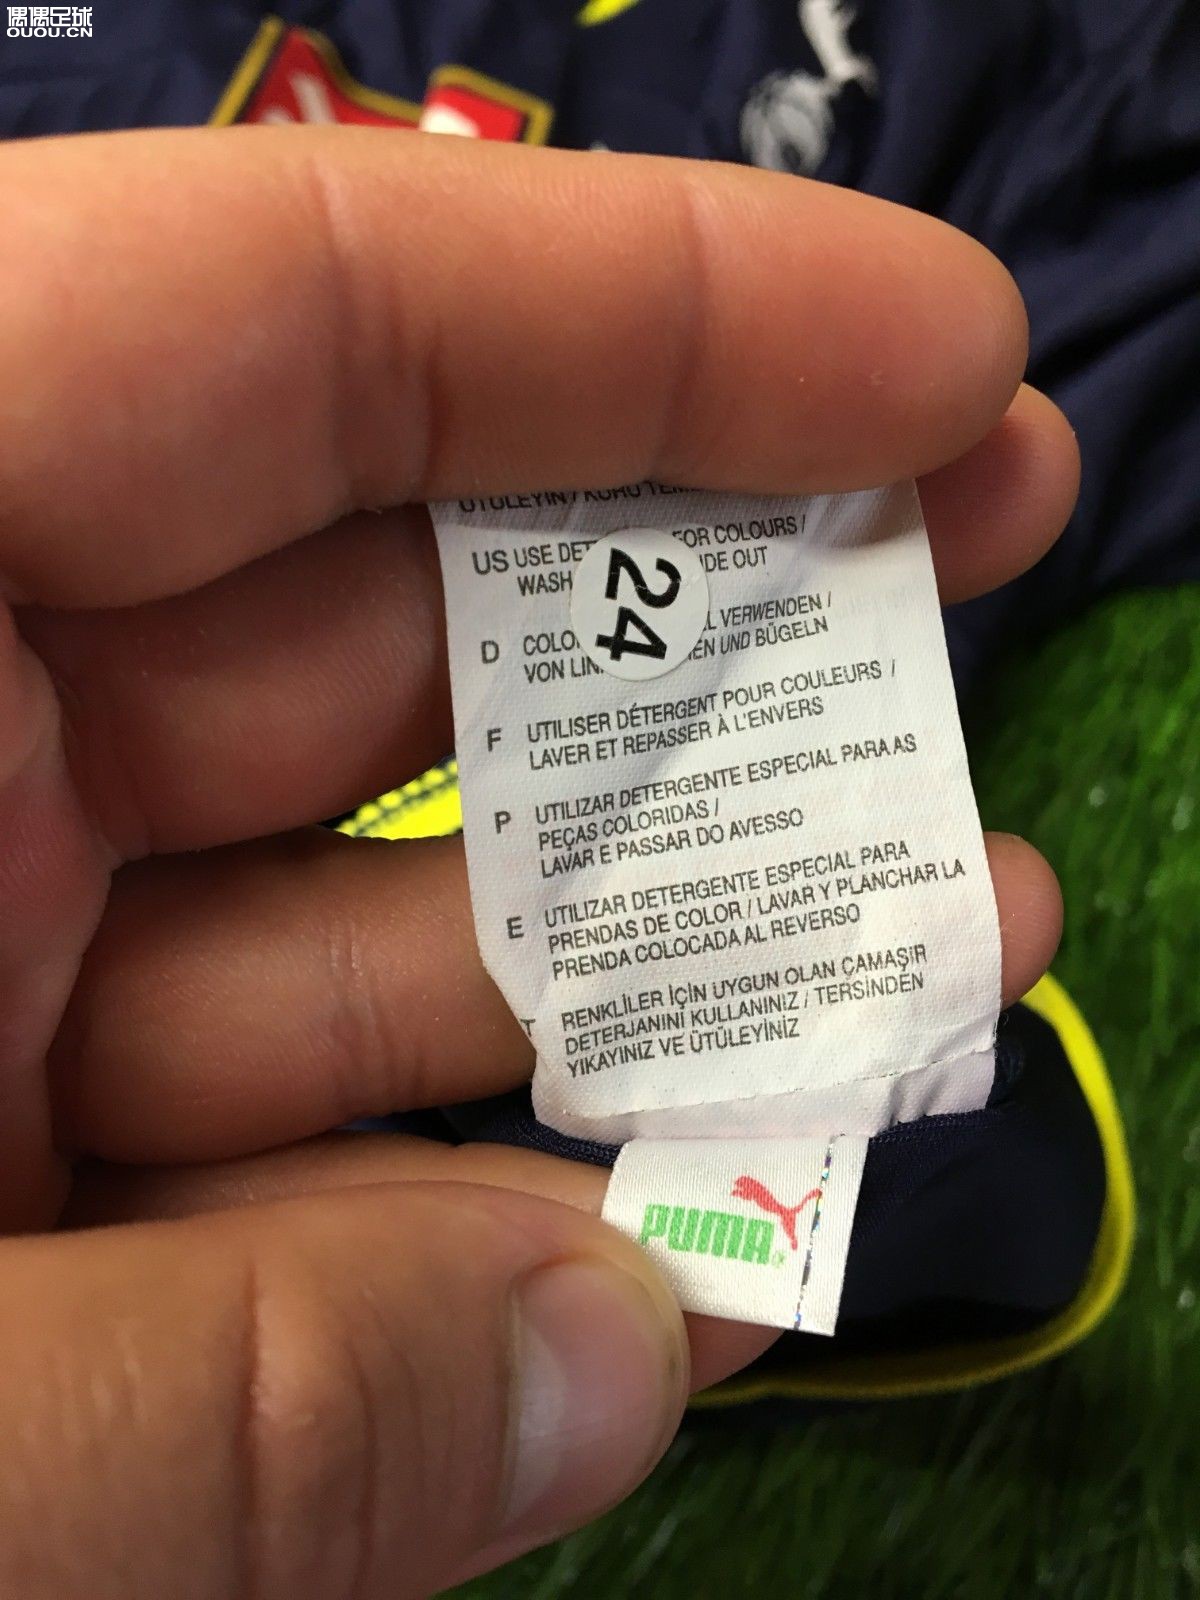 偶偶足球
OUOU.CN
US USE DET FOR COLOURS /
WASH IDE OUT
24
D COLO L VERWENDEN /
VON LIN EN UND BÜGELN
F UTILISER DÉTERGENT POUR COULEURS /
LAVER ET REPASSER À L'ENVERS
P UTILIZAR DETERGENTE ESPECIAL PARA AS
PEÇAS COLORIDAS /
LAVAR E PASSAR DO AVESSO
E UTILIZAR DETERGENTE ESPECIAL PARA
PRENDAS DE COLOR / LAVAR Y PLANCHAR LA
PRENDA COLOCADA AL REVERSO
T RENKLİLER İÇİN UYGUN OLAN ÇAMAŞIR
DETERJANINI KULLANINIZ / TERSİNDEN
YIKAYINIZ VE ÜTÜLEYİNİZ
PUMA